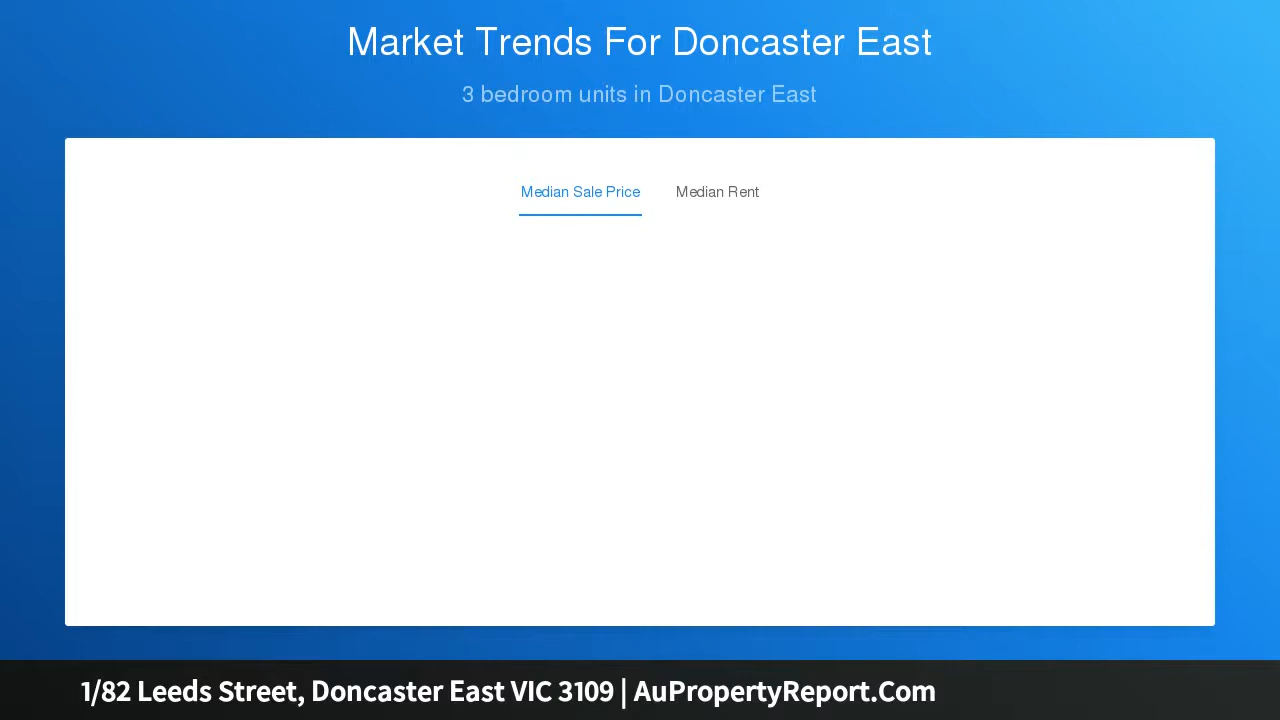 Market Trends For Doncaster East
3 bedroom units in Doncaster East
Median Sale Price Median Rent
1/82 Leeds Street, Doncaster East VIC 3109 | AuPropertyReport.Com